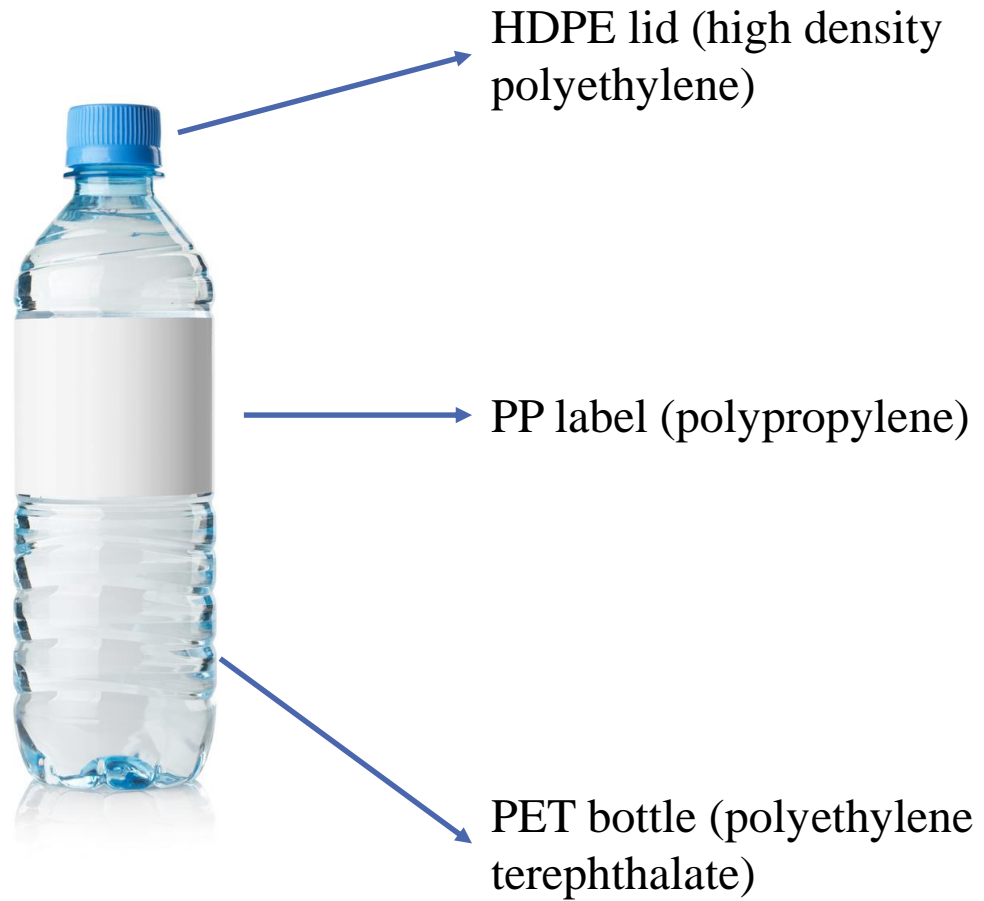 HDPE lid (high density
polyethylene)
PP label (polypropylene)
PET bottle (polyethylene
terephthalate)